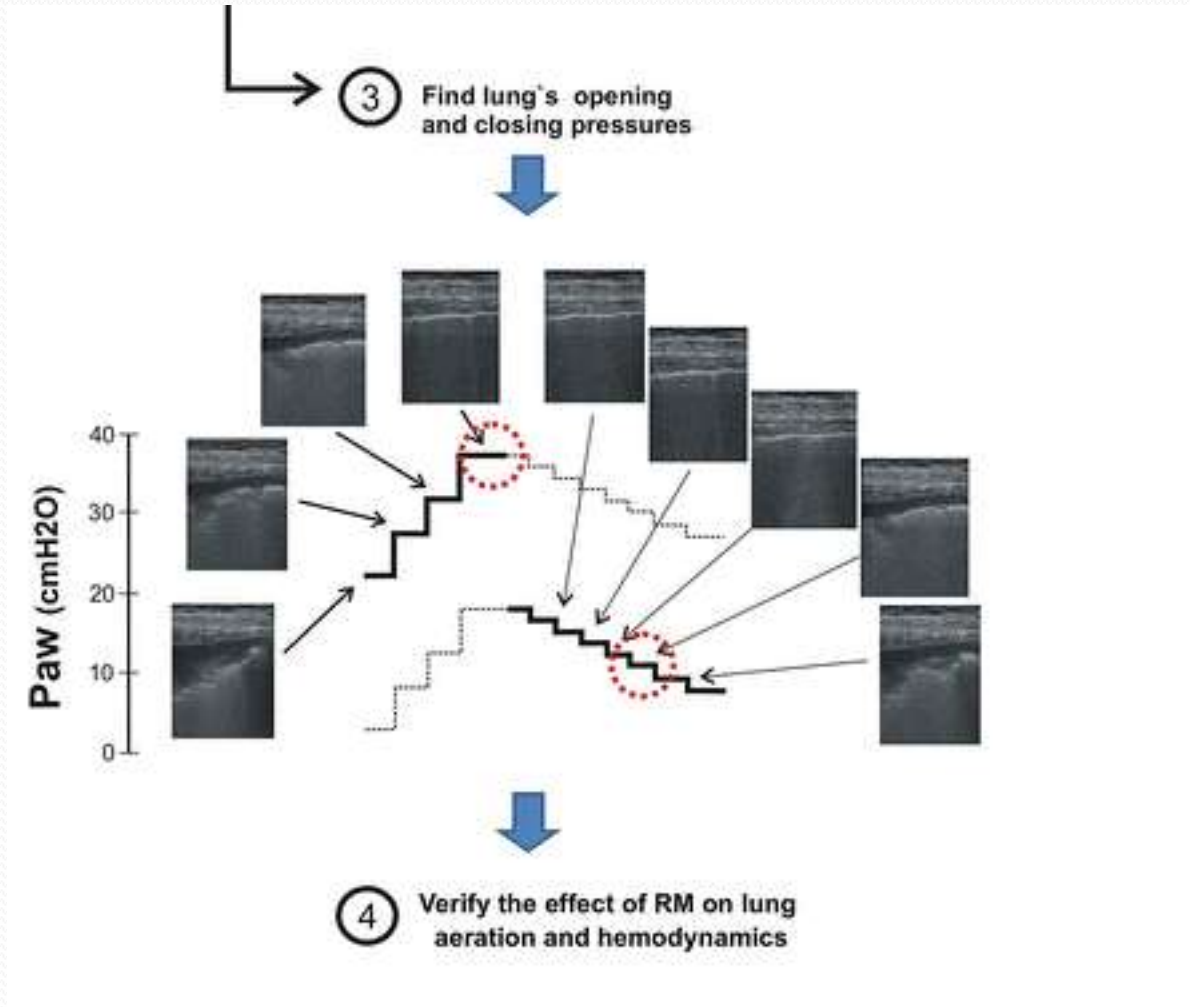 3
Find lung`s opening
and closing pressures
40
30
20
10
0
Paw (cmH2O)
4
Verify the effect of RM on lung
aeration and hemodynamics